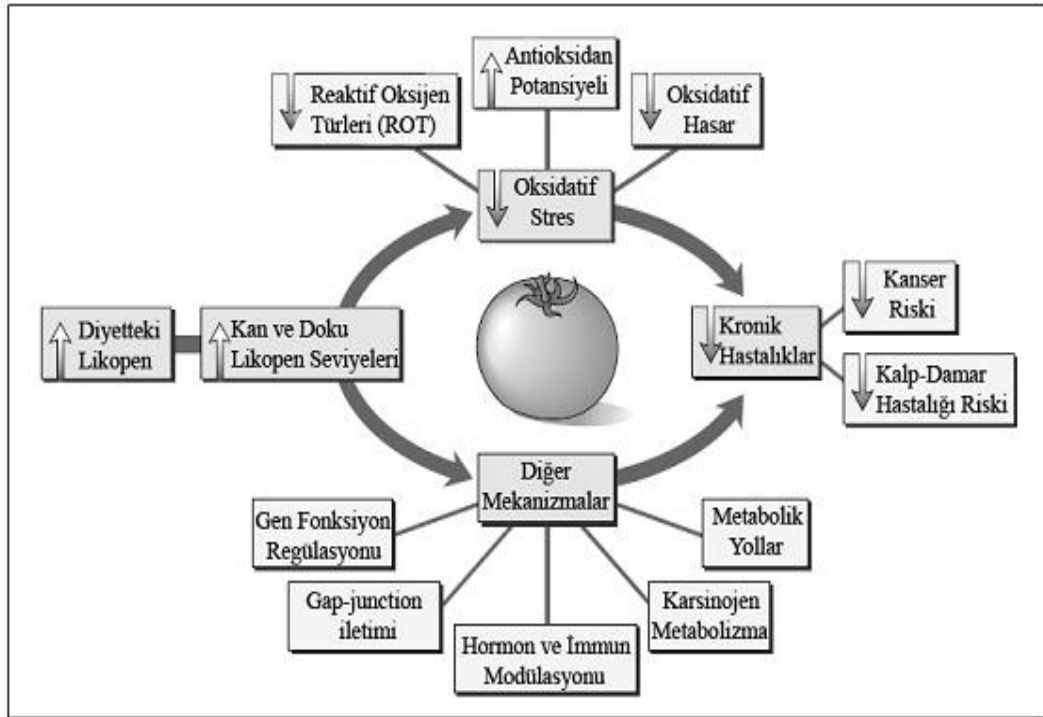 Antioksidan
Potansiyeli
Reaktif Oksijen
Türleri (ROT)
Oksidatif
Hasar
Oksidatif
Stres
Diyetteki
Likopen
Kan ve Doku
Likopen Seviyeleri
Kronik
Hastalıklar
Kanser
Riski
Kalp-Damar
Hastalığı Riski
Diğer
Mekanizmalar
Gen Fonksiyon
Regülasyonu
Gap-junction
iletimi
Hormon ve İmmun
Modülasyonu
Karsinojen
Metabolizma
Metabolik
Yollar